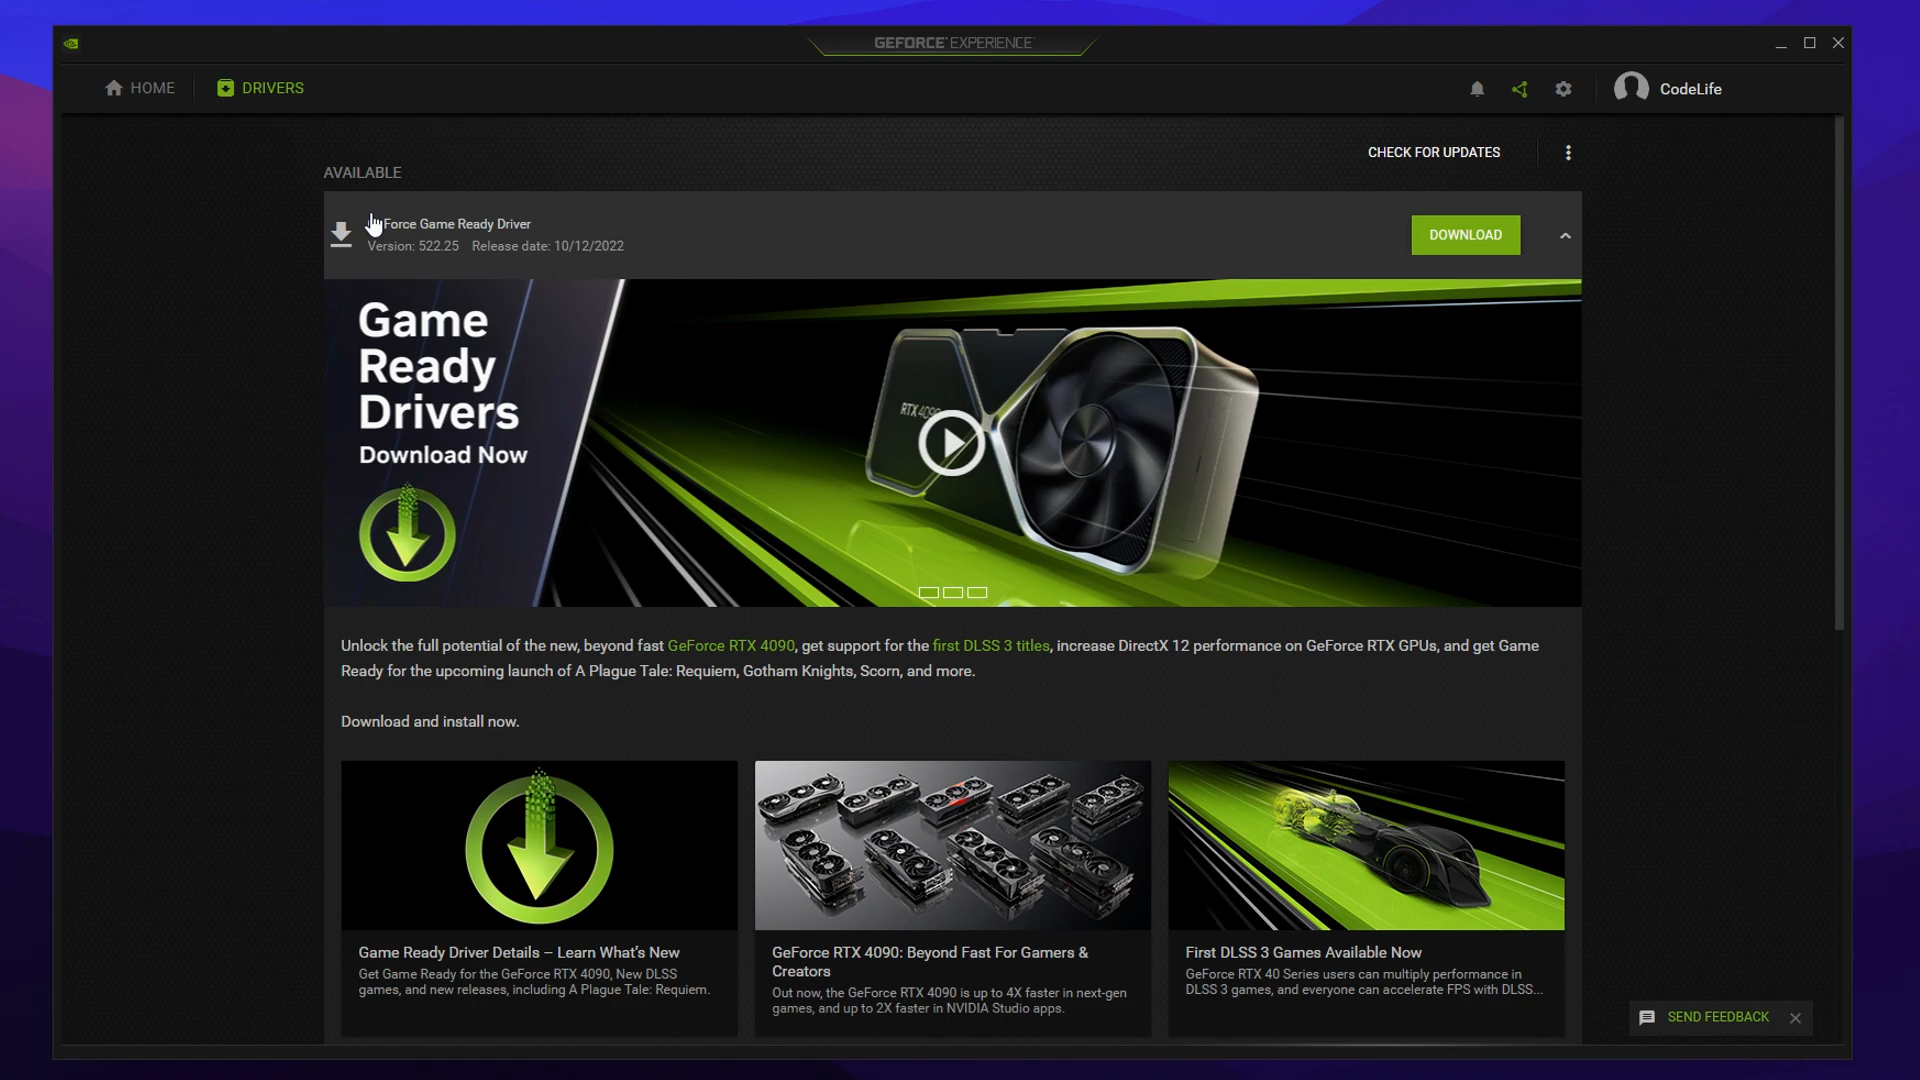 GEFORCE EXPERIENCE
HOME
DRIVERS
CodeLife
CHECK FOR UPDATES
AVAILABLE
Force Game Ready Driver
Version: 522.25 Release date: 10/12/2022
DOWNLOAD
Game
Ready
Drivers
Download Now
RTX 4090
Unlock the full potential of the new, beyond fast GeForce RTX 4090, get support for the first DLSS 3 titles, increase DirectX 12 performance on GeForce RTX GPUs, and get Game
Ready for the upcoming launch of A Plague Tale: Requiem, Gotham Knights, Scorn, and more.
Download and install now.
Game Ready Driver Details – Learn What's New
Get Game Ready for the GeForce RTX 4090, New DLSS
games, and new releases, including A Plague Tale: Requiem.
GeForce RTX 4090: Beyond Fast For Gamers &
Creators
Out now, the GeForce RTX 4090 is up to 4X faster in next-gen
games, and up to 2X faster in NVIDIA Studio apps.
First DLSS 3 Games Available Now
GeForce RTX 40 Series users can multiply performance in
DLSS 3 games, and everyone can accelerate FPS with DLSS...
SEND FEEDBACK